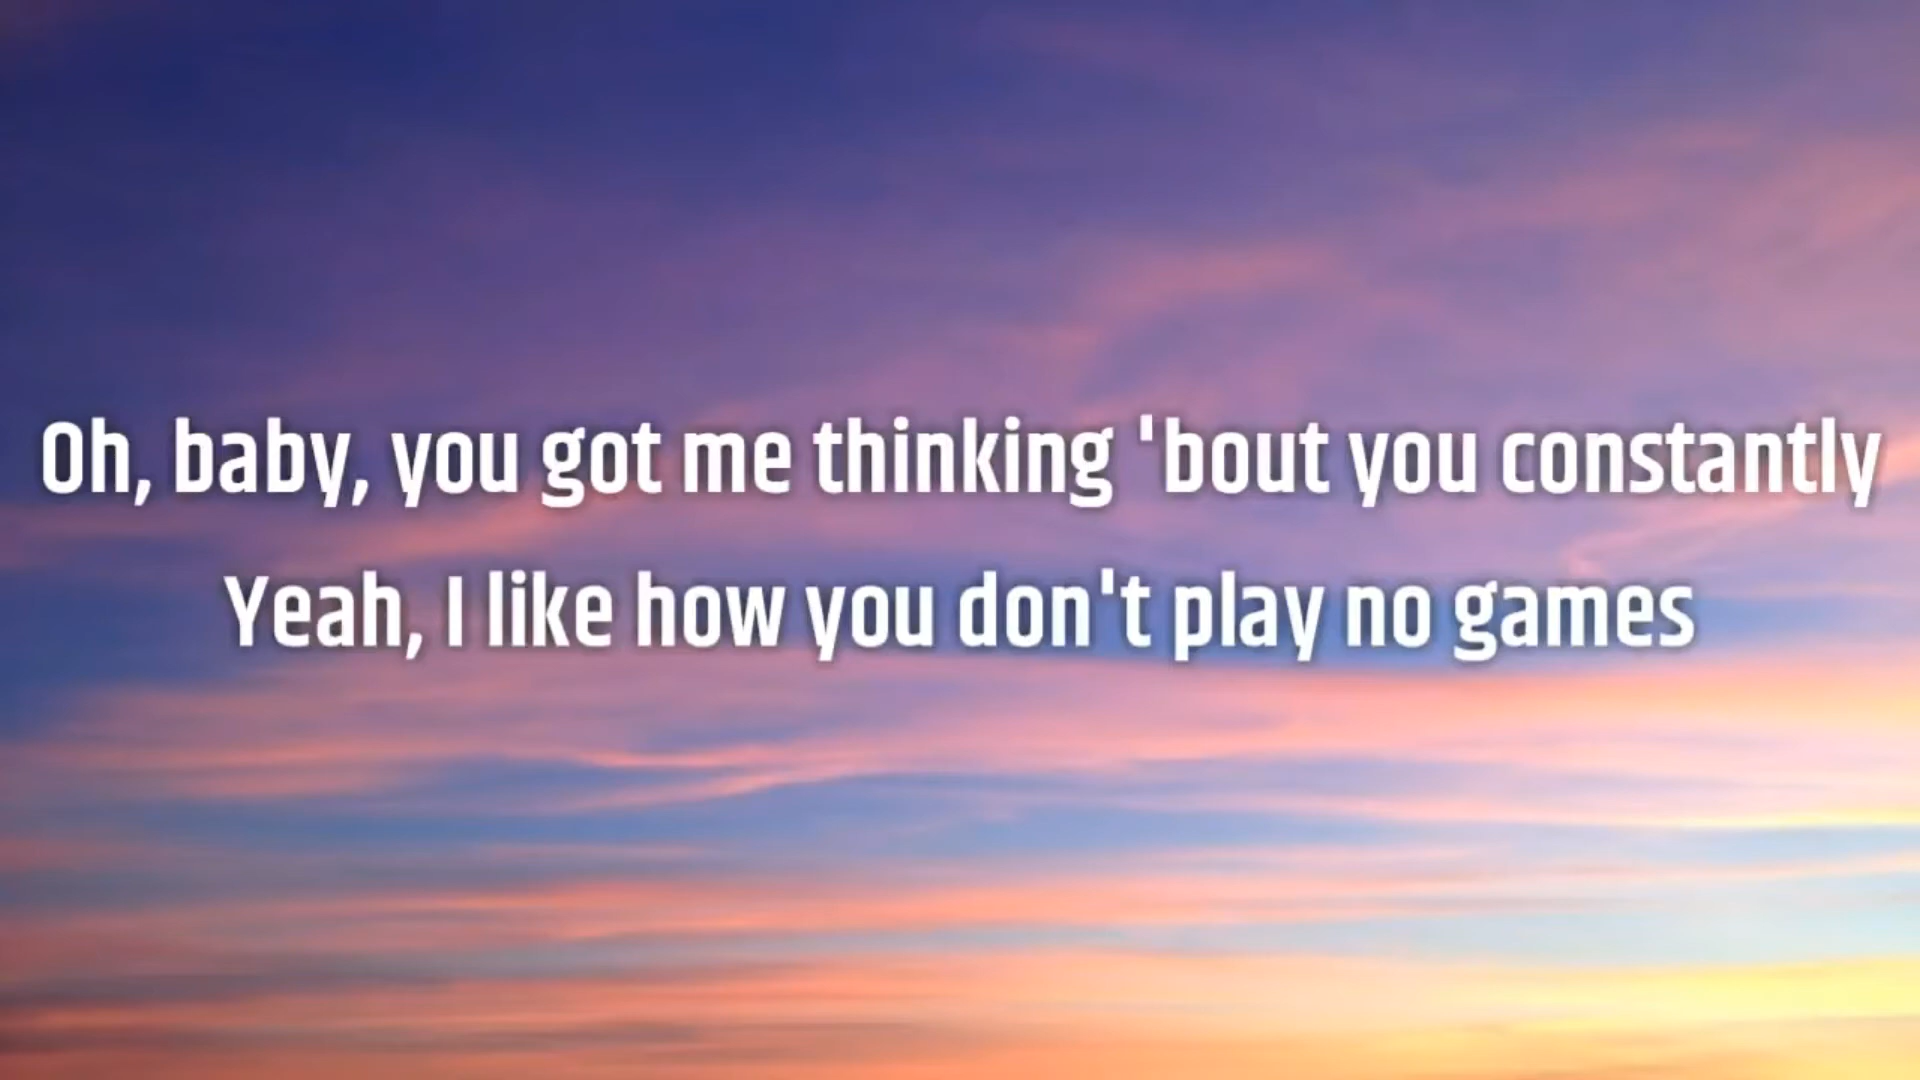 Oh, baby, you got me thinking 'bout you constantly
Yeah, I like how you don't play no games